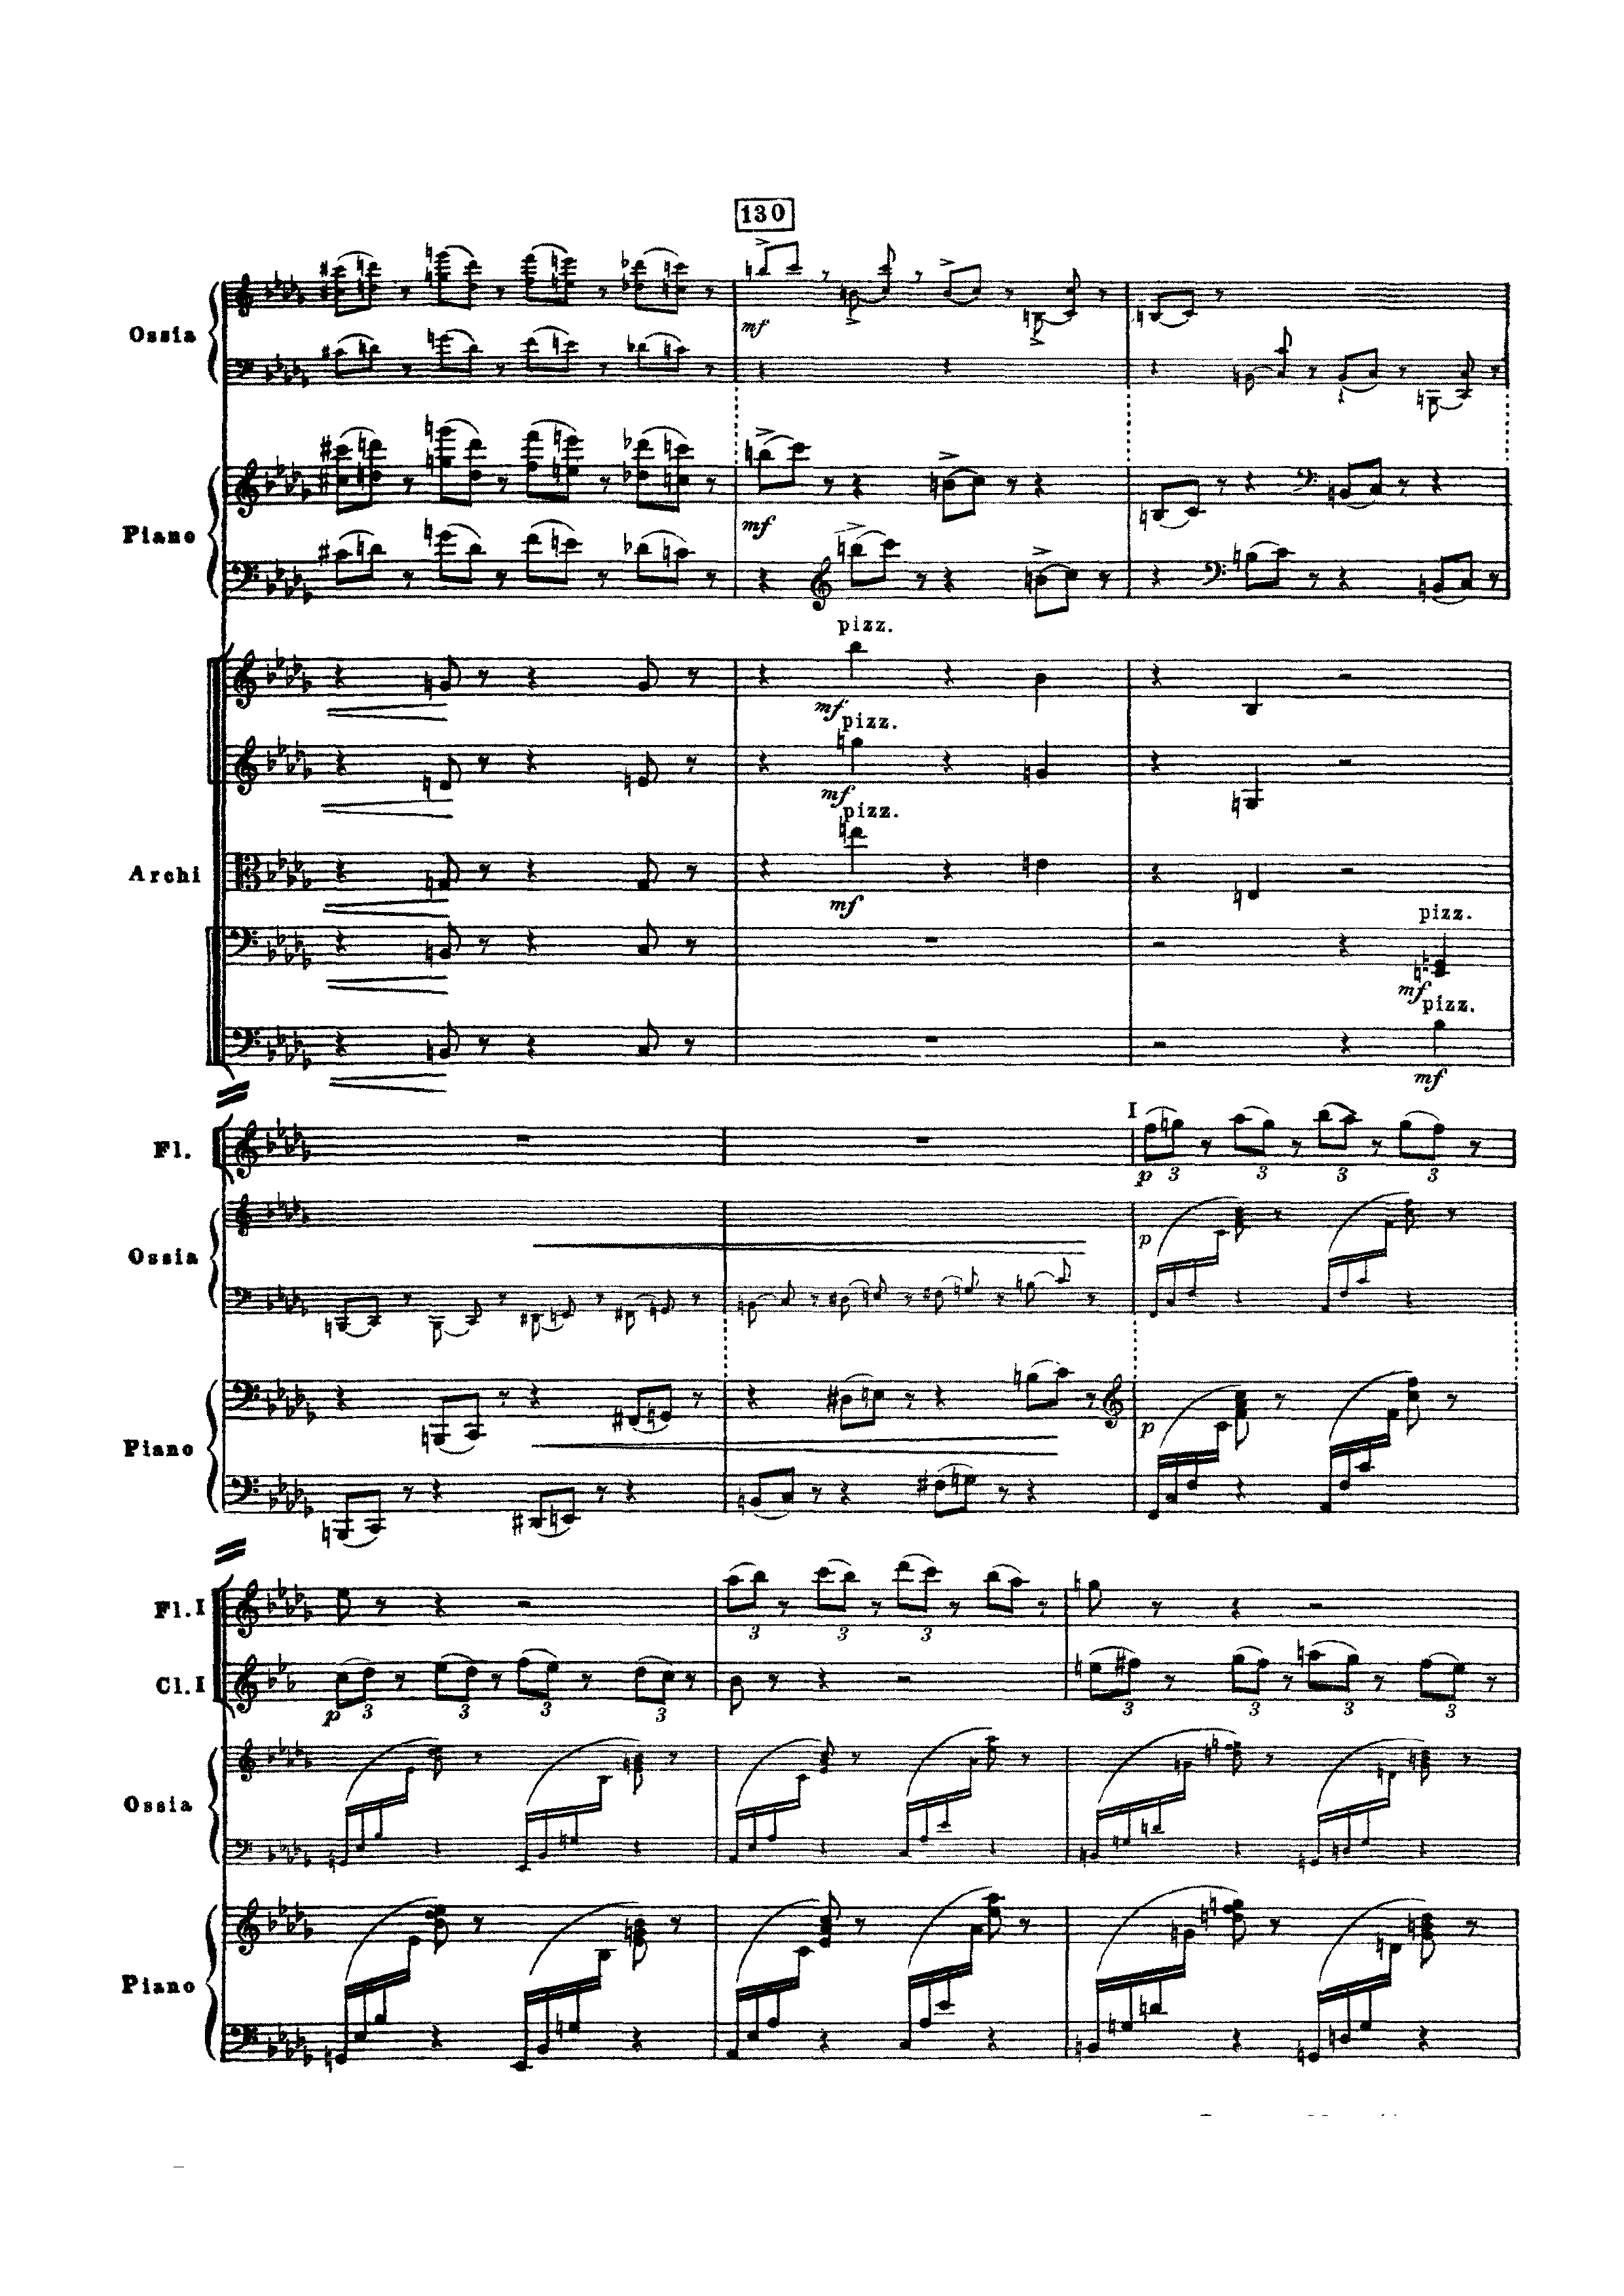 130
Ossia
mf
Piano
mf
pizz.
mf
pizz.
mf
pizz.
Archi
mf
pizz.
mf
pizz.
mf
I
Fl.
p 3 3 3 3
Ossia
p
Piano
p
Fl. I
3 3 3
Cl. I
p 3 3 3 3 3 3 3 3
Ossia
Piano